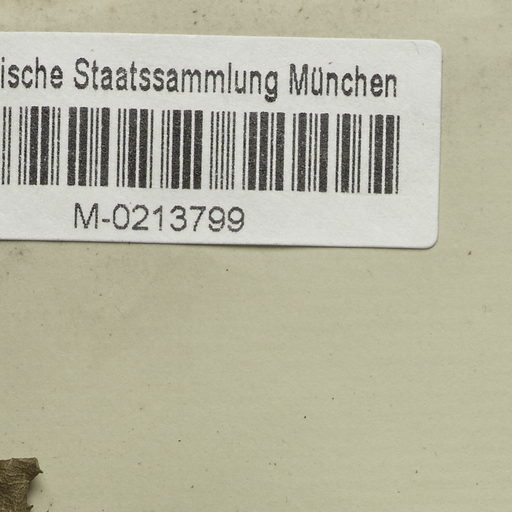 ische Staatssammlung München
M-0213799